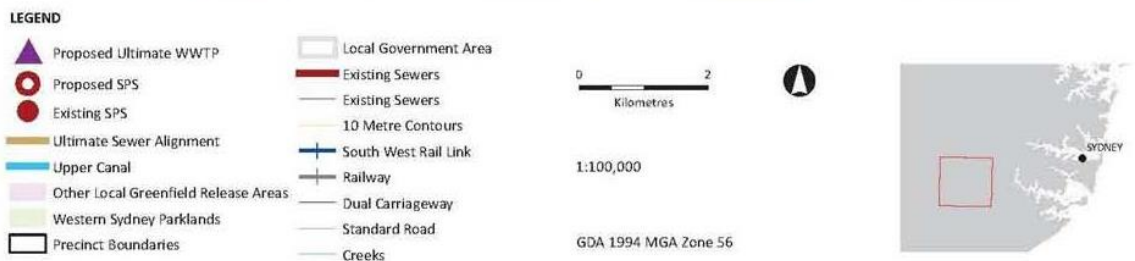 LEGEND
Proposed Ultimate WWTP
Proposed SPS
Existing SPS
Ultimate Sewer Alignment
Upper Canal
Other Local Greenfield Release Areas
Western Sydney Parklands
Precinct Boundaries
Local Government Area
Existing Sewers
Existing Sewers
10 Metre Contours
South West Rail Link
Railway
Dual Carriageway
Standard Road
Creeks
0 2
Kilometres
1:100,000
GDA 1994 MGA Zone 56
SYDNEY